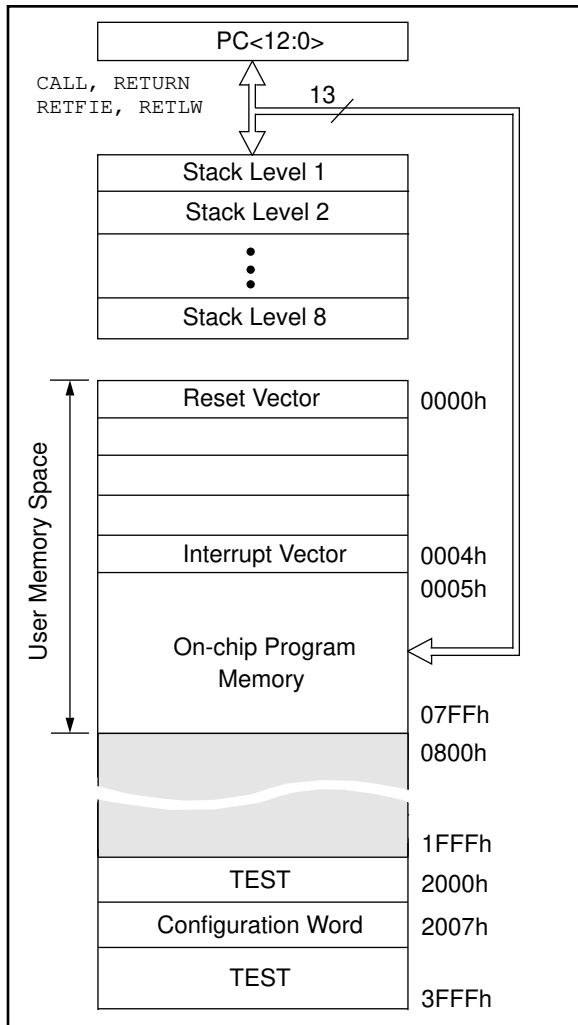 PC<12:0>
CALL, RETURN
RETFIE, RETLW
13
Stack Level 1
Stack Level 2
Stack Level 8
User Memory Space
Reset Vector
0000h
Interrupt Vector
0004h
0005h
On-chip Program
Memory
07FFh
0800h
1FFFh
TEST
2000h
Configuration Word
2007h
TEST
3FFFh